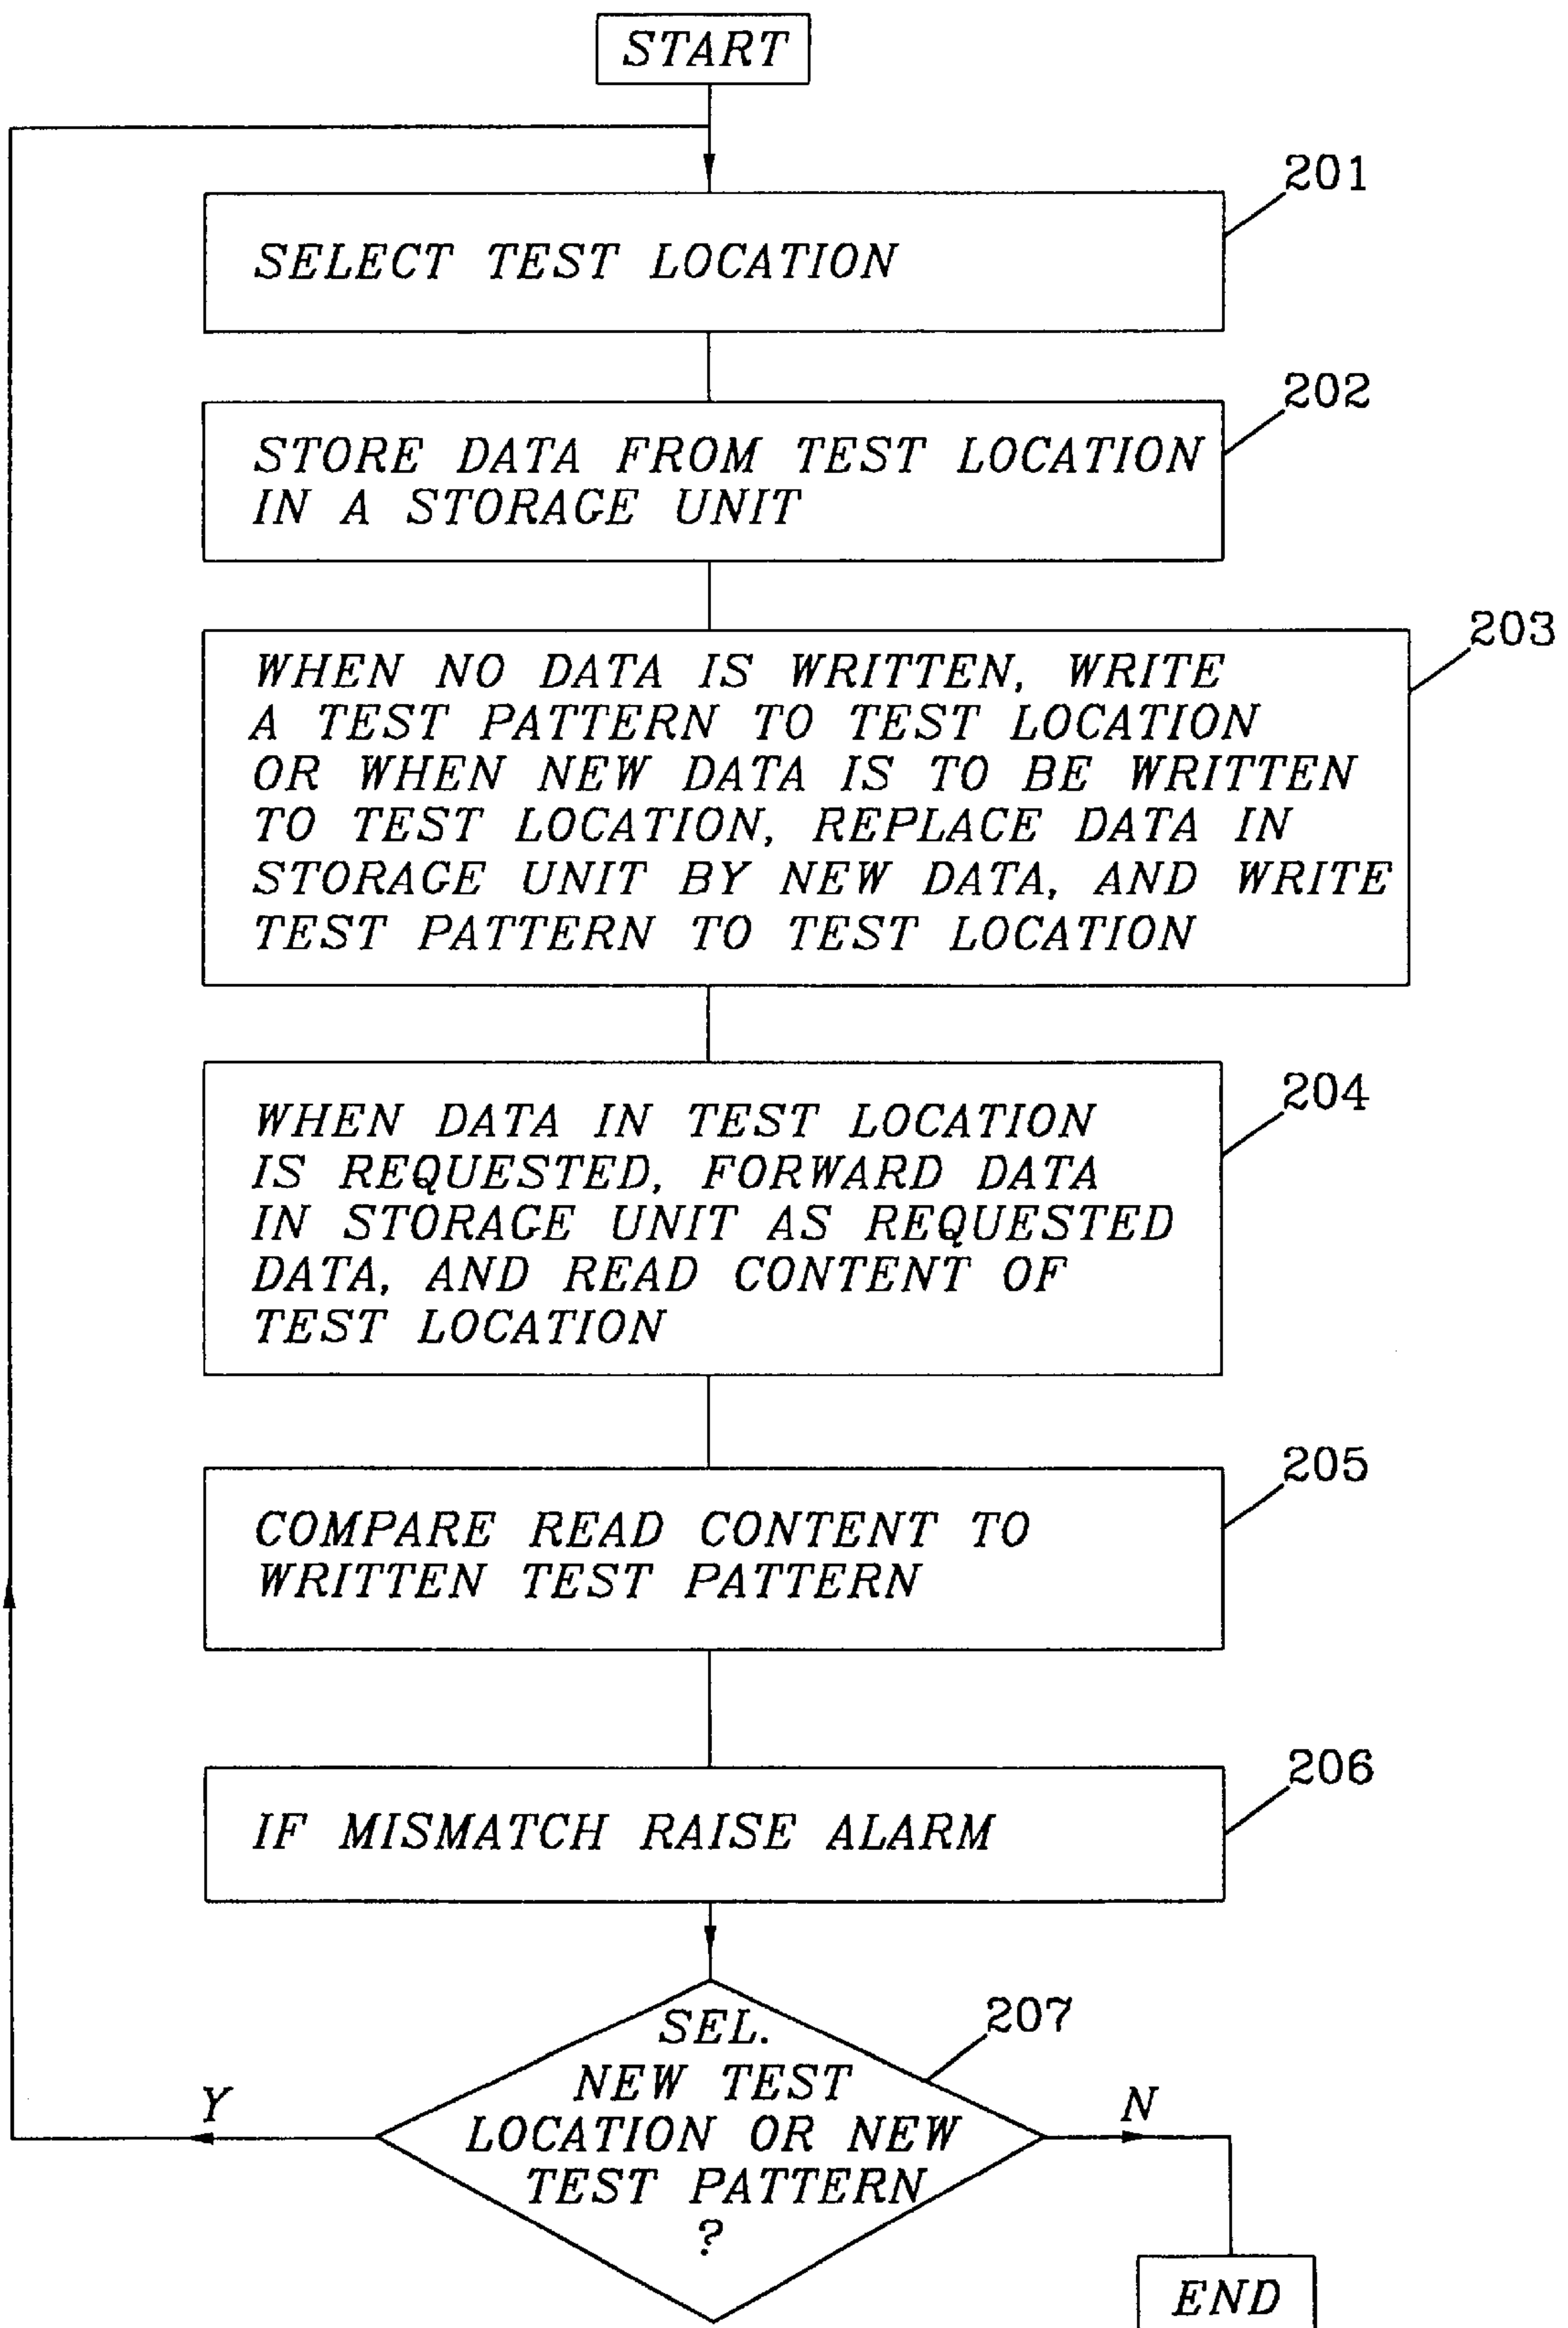 START
201
SELECT TEST LOCATION
202
STORE DATA FROM TEST LOCATION
IN A STORAGE UNIT
203
WHEN NO DATA IS WRITTEN, WRITE
A TEST PATTERN TO TEST LOCATION
OR WHEN NEW DATA IS TO BE WRITTEN
TO TEST LOCATION, REPLACE DATA IN
STORAGE UNIT BY NEW DATA, AND WRITE
TEST PATTERN TO TEST LOCATION
204
WHEN DATA IN TEST LOCATION
IS REQUESTED, FORWARD DATA
IN STORAGE UNIT AS REQUESTED
DATA, AND READ CONTENT OF
TEST LOCATION
205
COMPARE READ CONTENT TO
WRITTEN TEST PATTERN
206
IF MISMATCH RAISE ALARM
207
SEL.
NEW TEST
LOCATION OR NEW
TEST PATTERN
?
Y
N
END